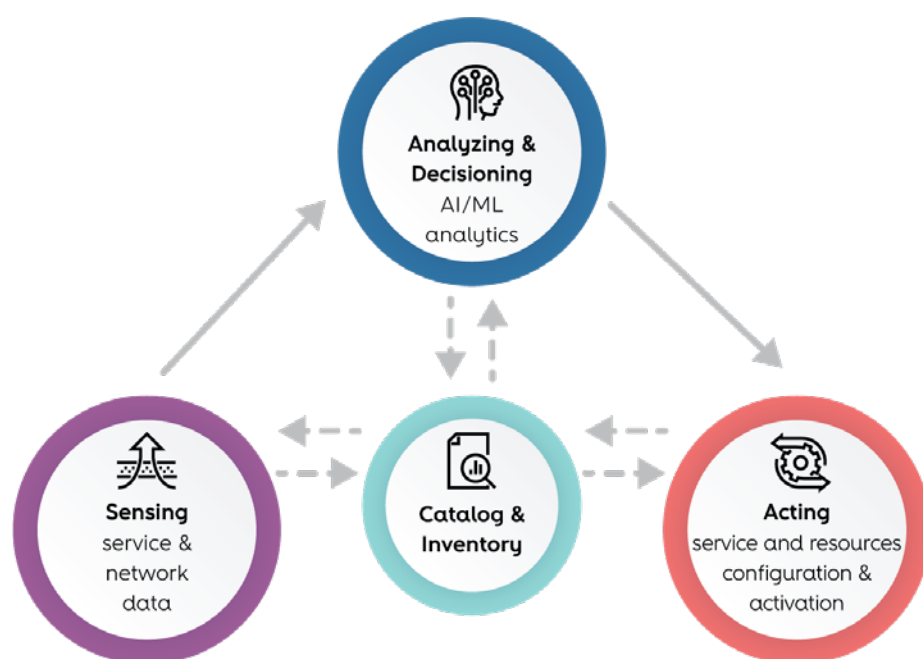 Analyzing &
Decisioning
AI/ML
analytics
Sensing
service &
network
data
Catalog &
Inventory
Acting
service and resources
configuration &
activation